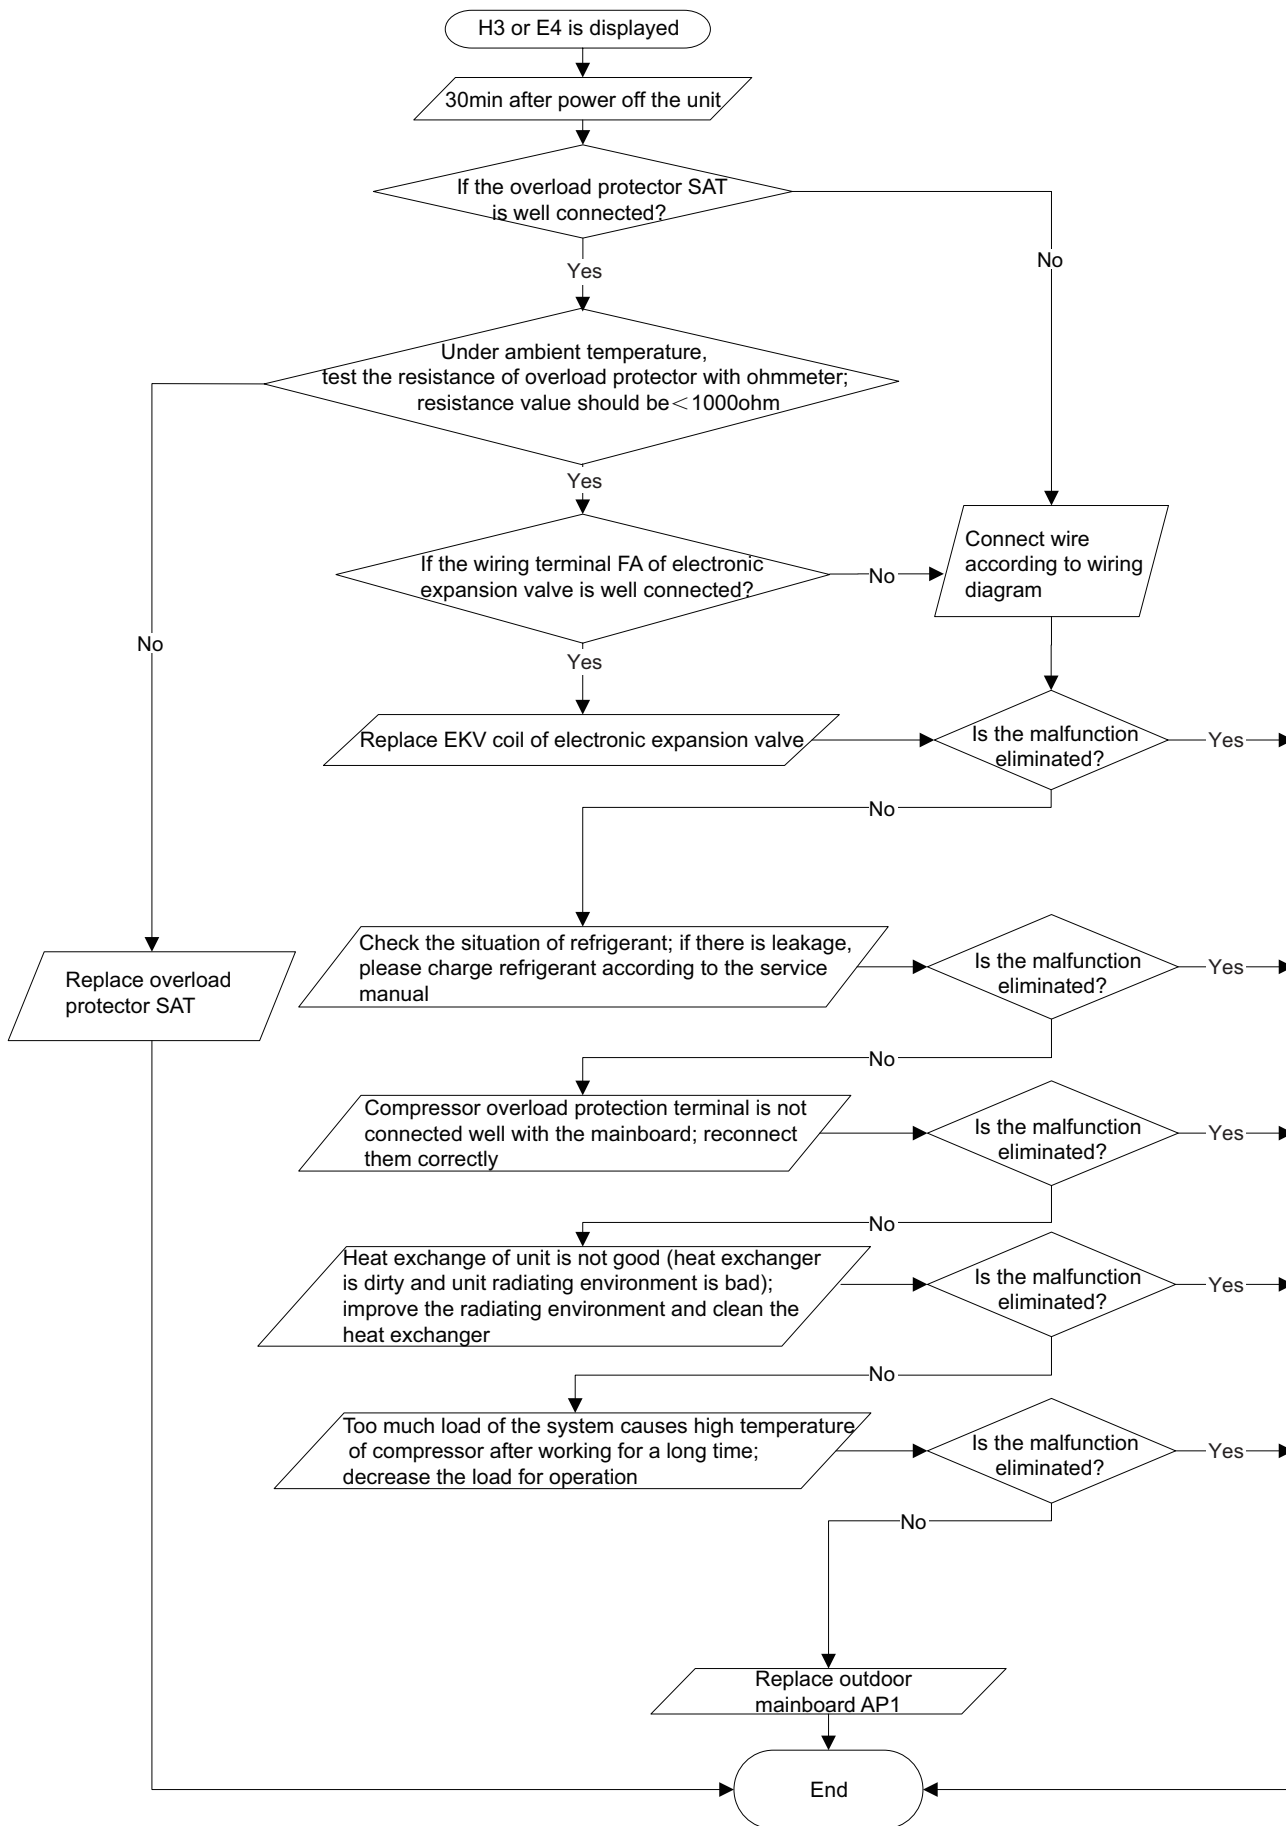 H3 or E4 is displayed
30min after power off the unit
If the overload protector SAT
is well connected?
No
Yes
Under ambient temperature,
test the resistance of overload protector with ohmmeter;
resistance value should be＜1000ohm
Yes
No
If the wiring terminal FA of electronic
expansion valve is well connected?
No
Connect wire
according to wiring
diagram
Yes
Replace EKV coil of electronic expansion valve
Is the malfunction
eliminated?
Yes
No
Replace overload
protector SAT
Check the situation of refrigerant; if there is leakage,
please charge refrigerant according to the service
manual
Is the malfunction
eliminated?
Yes
No
Compressor overload protection terminal is not
connected well with the mainboard; reconnect
them correctly
Is the malfunction
eliminated?
Yes
No
Heat exchange of unit is not good (heat exchanger
is dirty and unit radiating environment is bad);
improve the radiating environment and clean the
heat exchanger
Is the malfunction
eliminated?
Yes
No
Too much load of the system causes high temperature
of compressor after working for a long time;
decrease the load for operation
Is the malfunction
eliminated?
Yes
No
Replace outdoor
mainboard AP1
End